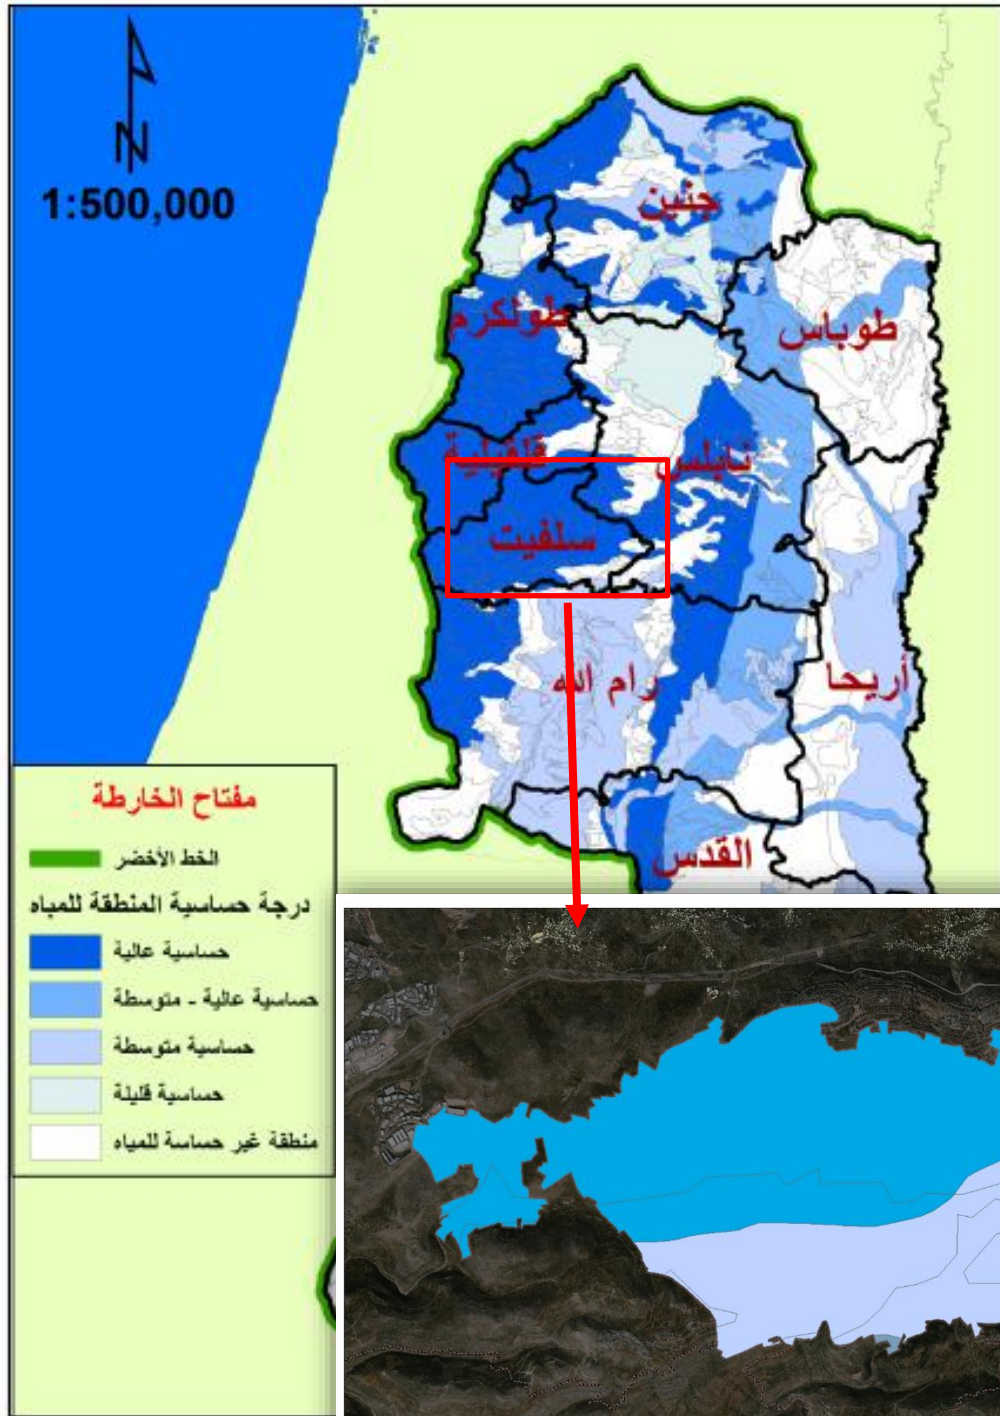 N
1:500,000
جنين
طولكرم
طوباس
قلقيلية
نابلس
سلفيت
رام الله
أريحا
القدس
مفتاح الخارطة
الخط الأخضر
درجة حساسية المنطقة للمياه
حساسية عالية
حساسية عالية - متوسطة
حساسية متوسطة
حساسية قليلة
منطقة غير حساسة للمياه